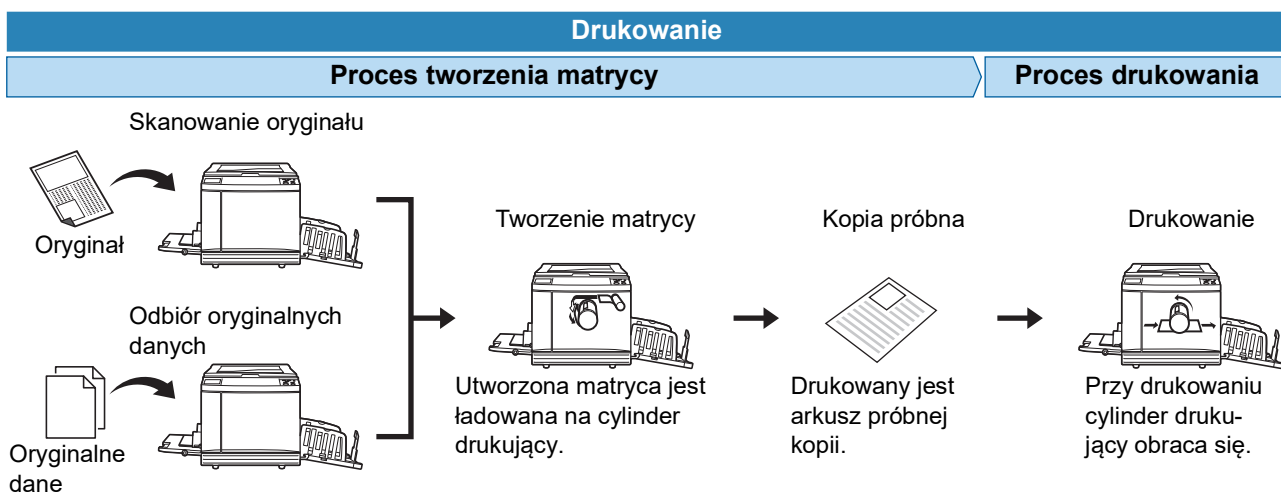 Drukowanie
Proces tworzenia matrycy
Proces drukowania
Skanowanie oryginału
Oryginał
Odbiór oryginalnych
danych
Oryginalne
dane
Tworzenie matrycy
Utworzona matryca jest
ładowana na cylinder
drukujący.
Kopia próbna
Drukowany jest
arkusz próbnej
kopii.
Drukowanie
Przy drukowaniu
cylinder druku-
jący obraca się.